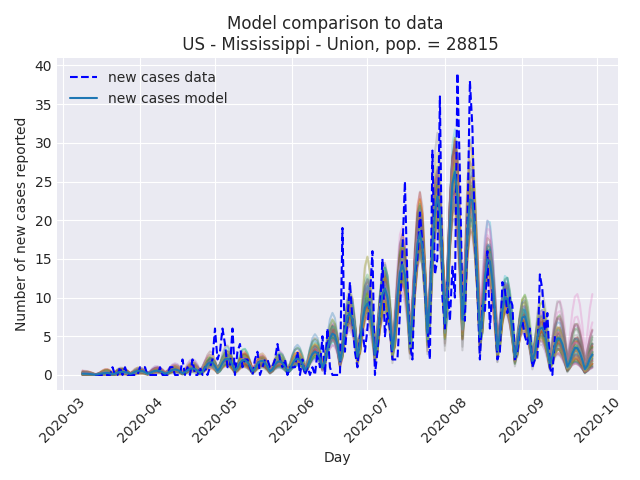 Model comparison to data
US - Mississippi - Union, pop. = 28815
40
35
30
25
20
15
10
5
0
new cases data
new cases model
Number of new cases reported
2020-03
2020-04
2020-05
2020-06
2020-07
2020-08
2020-09
2020-10
Day